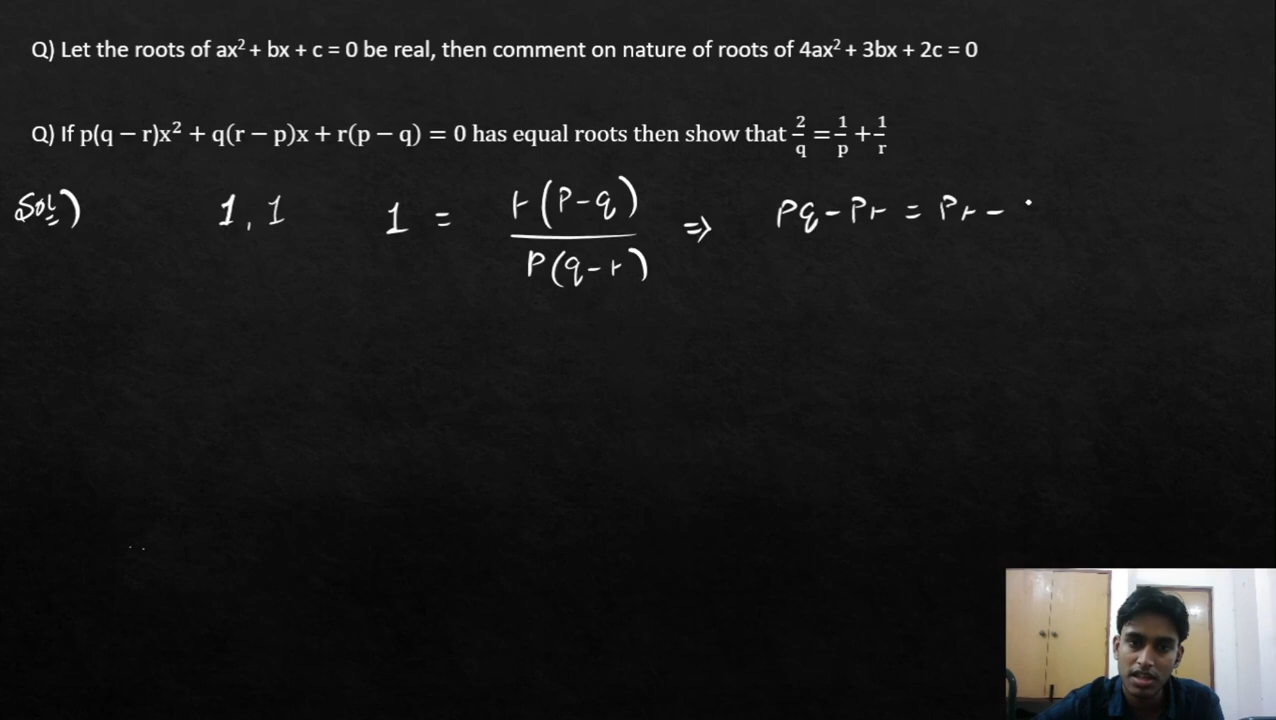 Q) Let the roots of ax² + bx + c = 0 be real, then comment on nature of roots of 4ax² + 3bx + 2c = 0
Q) If p(q − r)x² + q(r − p)x + r(p − q) = 0 has equal roots then show that 2/q = 1/p + 1/r
Sol) 1, 1 1 = r(p-q)/p(q-r) ⇒ pq - pr = pr -